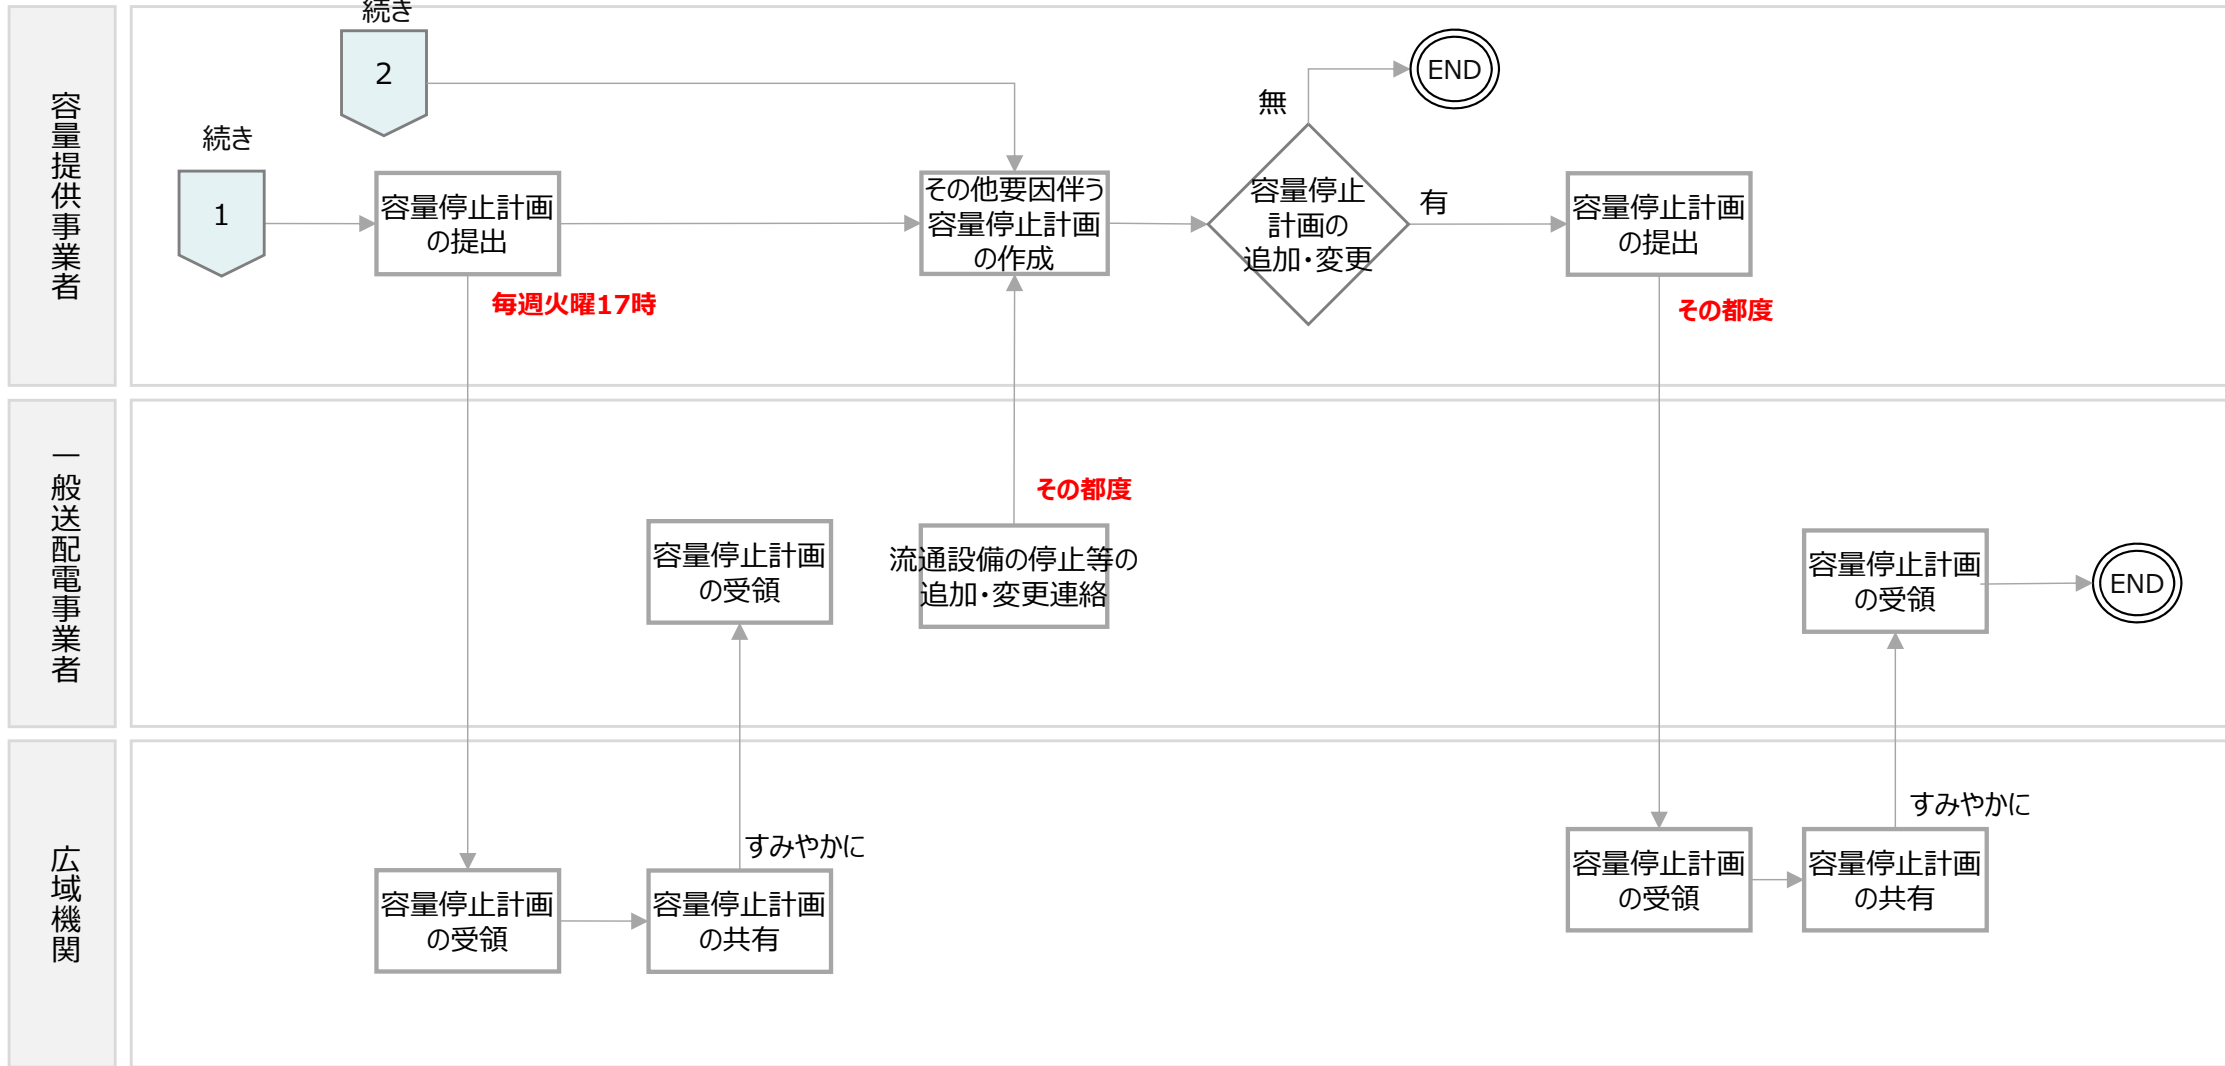 容量提供事業者
続き
2
続き
1
容量停止計画
の提出
毎週火曜17時
その他要因伴う
容量停止計画
の作成
無
END
容量停止
計画の
追加・変更
有
容量停止計画
の提出
その都度
一般送配電事業者
容量停止計画
の受領
その都度
流通設備の停止等の
追加・変更連絡
容量停止計画
の受領
END
広域機関
容量停止計画
の受領
すみやかに
容量停止計画
の共有
容量停止計画
の受領
すみやかに
容量停止計画
の共有